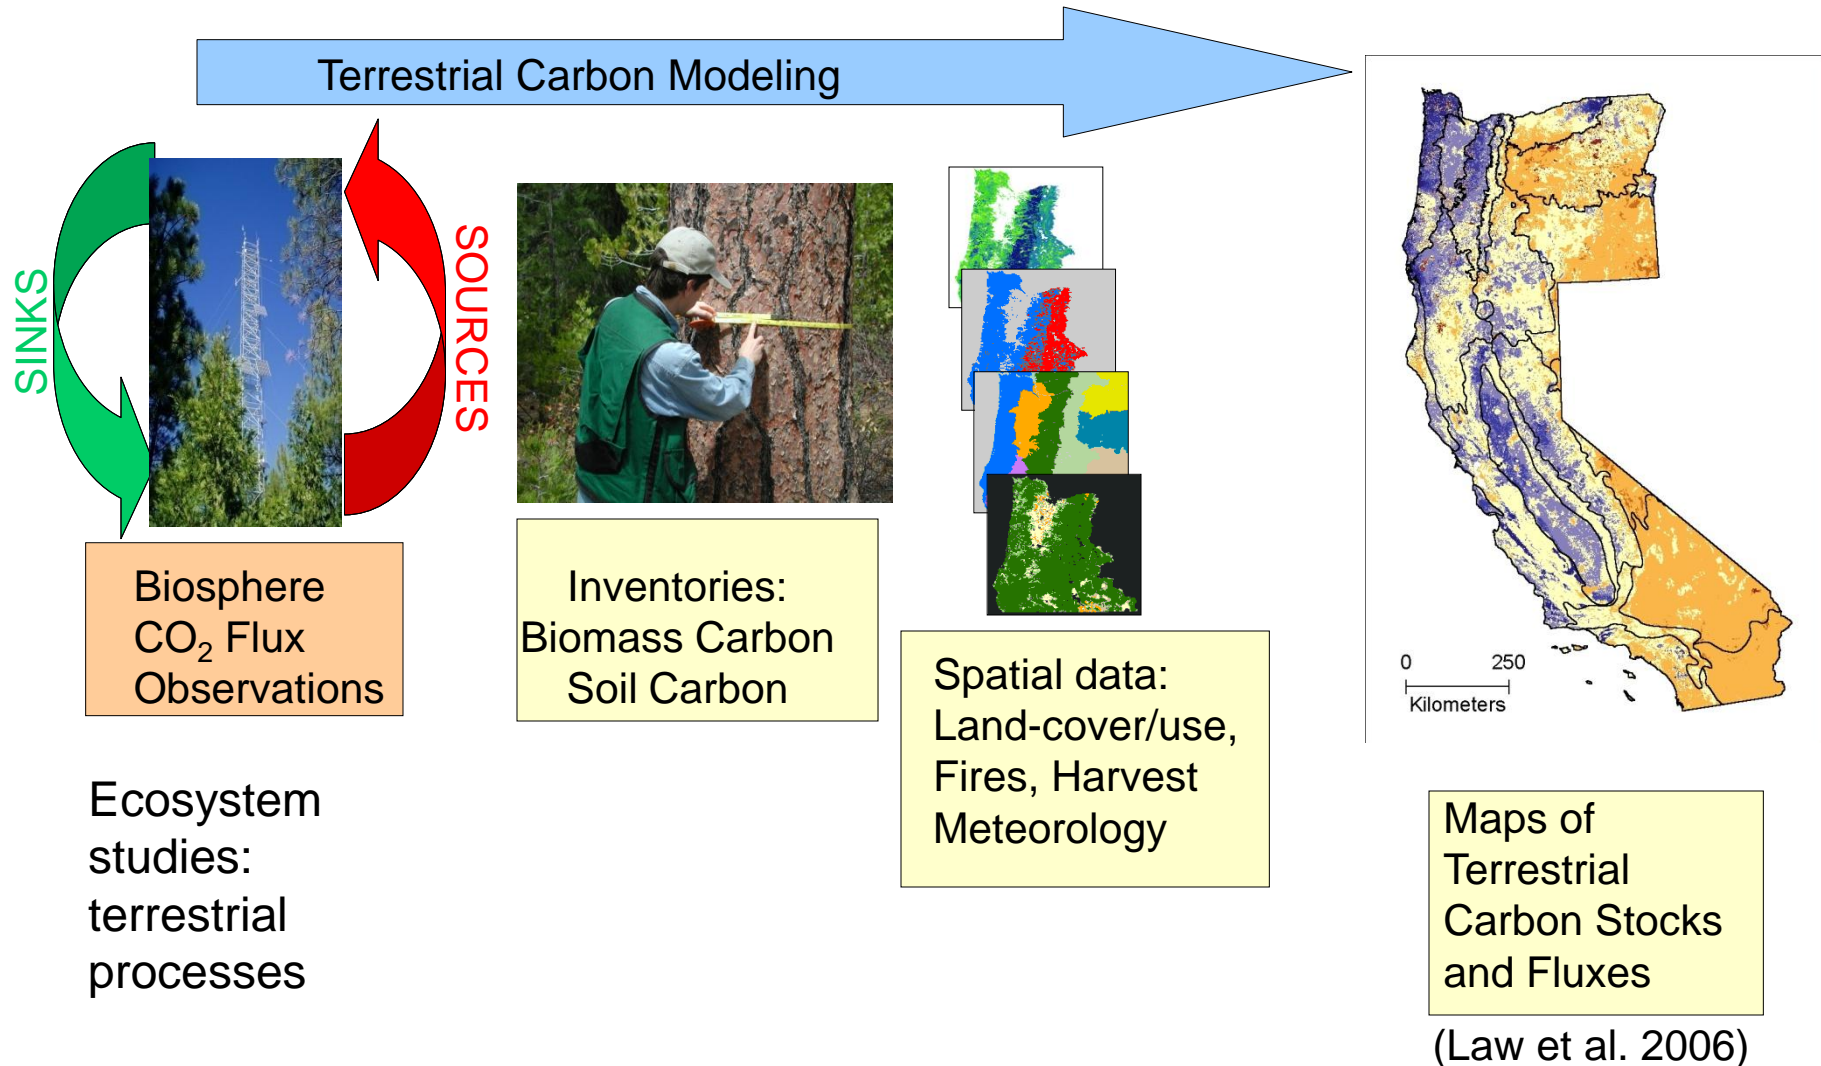 Terrestrial Carbon Modeling
SINKS
SOURCES
Biosphere
CO₂ Flux
Observations
Ecosystem
studies:
terrestrial
processes
Inventories:
Biomass Carbon
Soil Carbon
Spatial data:
Land-cover/use,
Fires, Harvest
Meteorology
0 250
Kilometers
Maps of
Terrestrial
Carbon Stocks
and Fluxes
(Law et al. 2006)